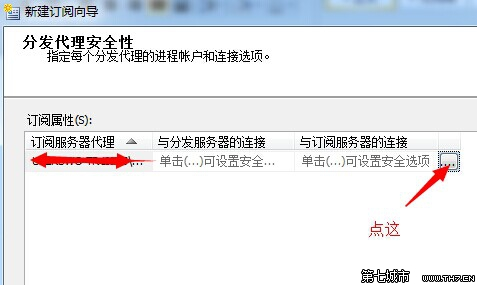 新建订阅向导
分发代理安全性
指定每个分发代理的进程帐户和连接选项。
订阅属性(S):
订阅服务器代理 与分发服务器的连接 与订阅服务器的连接
单击(...)可设置安全... 单击(...)可设置安全选项 ...
点这
第七城市 WWW.TH7.CN